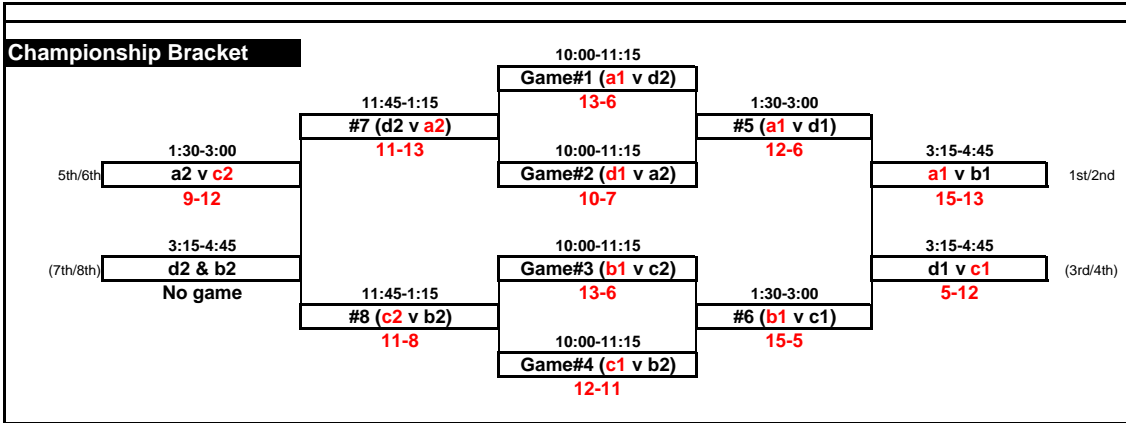 Championship Bracket
10:00-11:15
Game#1 (a1 v d2)
13-6
11:45-1:15
#7 (d2 v a2)
11-13
1:30-3:00
#5 (a1 v d1)
12-6
1:30-3:00
5th/6th
a2 v c2
9-12
10:00-11:15
Game#2 (d1 v a2)
10-7
3:15-4:45
a1 v b1
1st/2nd
15-13
3:15-4:45
(7th/8th)
d2 & b2
No game
10:00-11:15
Game#3 (b1 v c2)
13-6
3:15-4:45
d1 v c1
(3rd/4th)
5-12
11:45-1:15
#8 (c2 v b2)
11-8
1:30-3:00
#6 (b1 v c1)
15-5
10:00-11:15
Game#4 (c1 v b2)
12-11